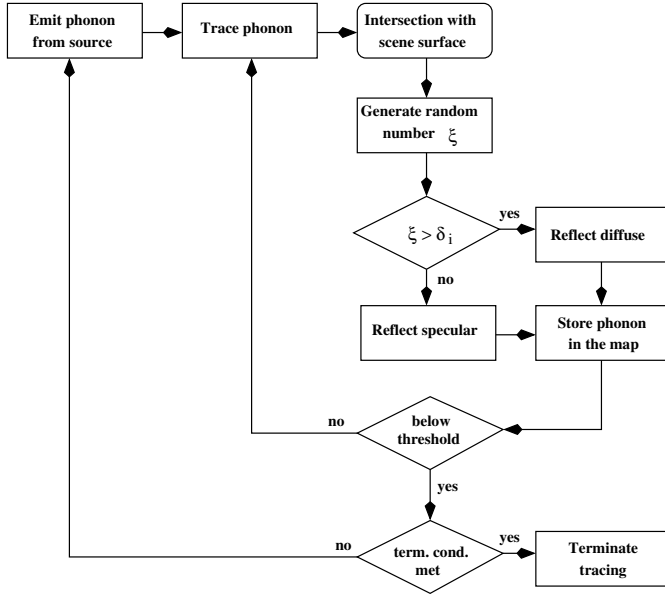 Emit phonon
from source
Trace phonon
Intersection with
scene surface
Generate random
number ξ
ξ > δ i
yes
Reflect diffuse
no
Reflect specular
Store phonon
in the map
no
below
threshold
yes
no
term. cond.
met
yes
Terminate
tracing